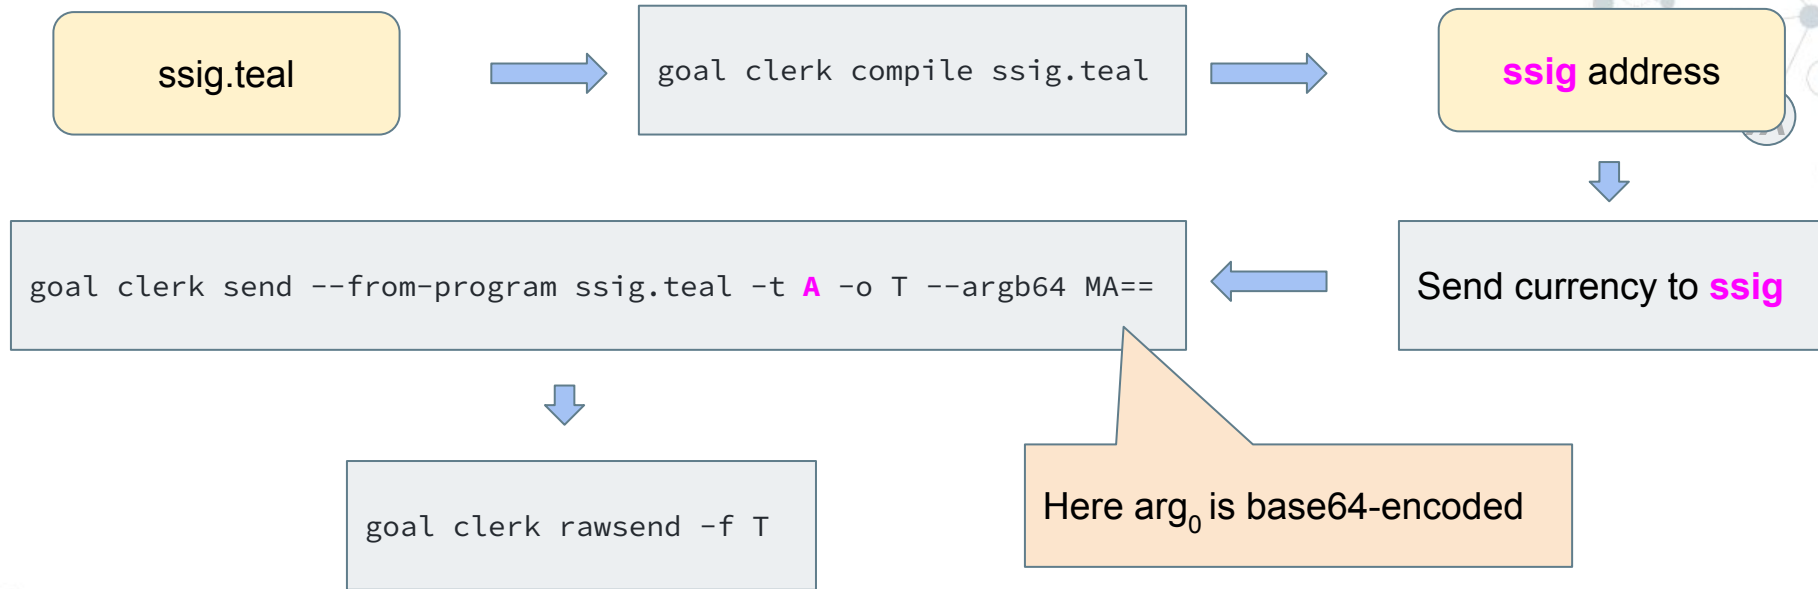 ssig.teal
goal clerk compile ssig.teal
ssig address
Send currency to ssig
goal clerk send --from-program ssig.teal -t A -o T --argb64 MA==
Here arg₀ is base64-encoded
goal clerk rawsend -f T